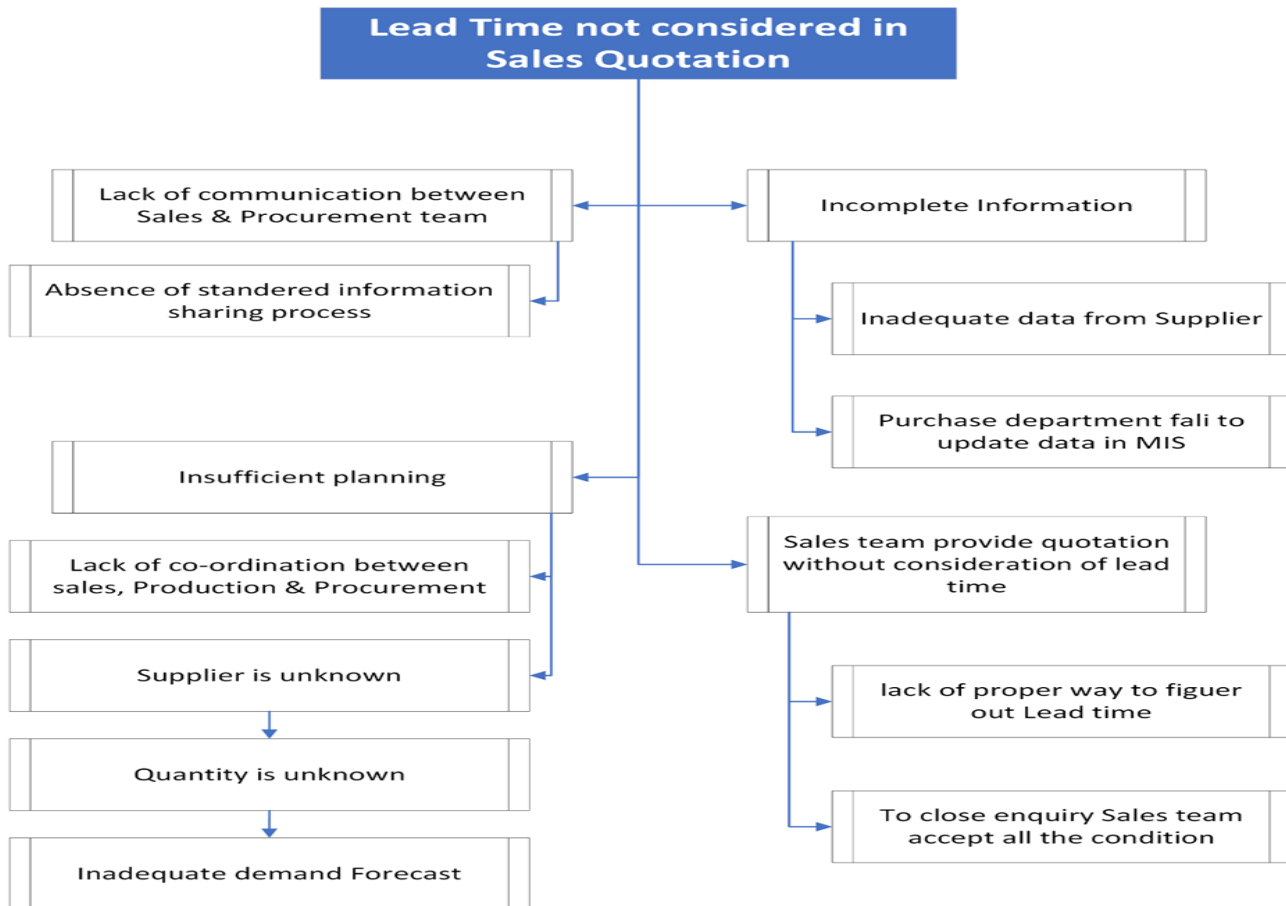 Lead Time not considered in
Sales Quotation
Lack of communication between
Sales & Procurement team
Absence of standered information
sharing process
Incomplete Information
Inadequate data from Supplier
Purchase department fali to
update data in MIS
Insufficient planning
Lack of co-ordination between
sales, Production & Procurement
Supplier is unknown
Quantity is unknown
Inadequate demand Forecast
Sales team provide quotation
without consideration of lead
time
lack of proper way to figuer
out Lead time
To close enquiry Sales team
accept all the condition